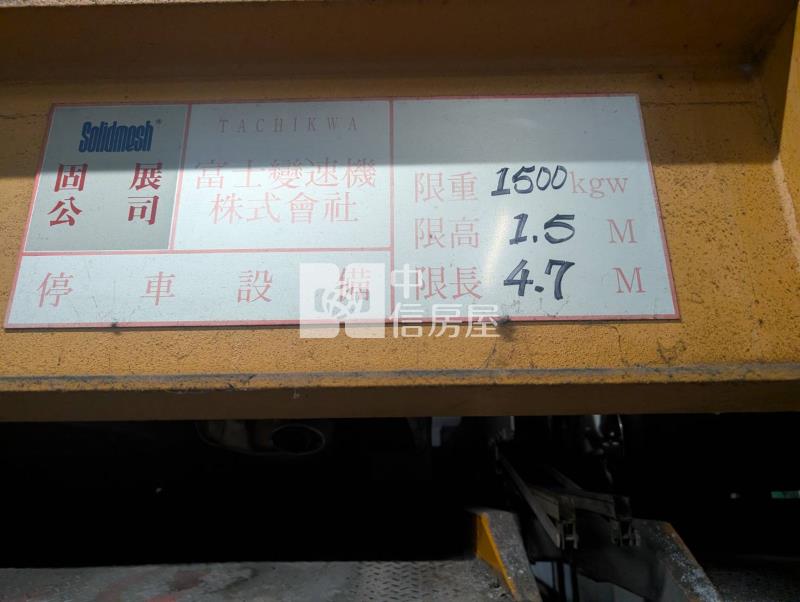 Solidmesh®
固展
公司
TACHIKWA
富士變速機
株式會社
停車設備
限重 1500 kgw
限高 1.5 M
限長 4.7 M
中信房屋